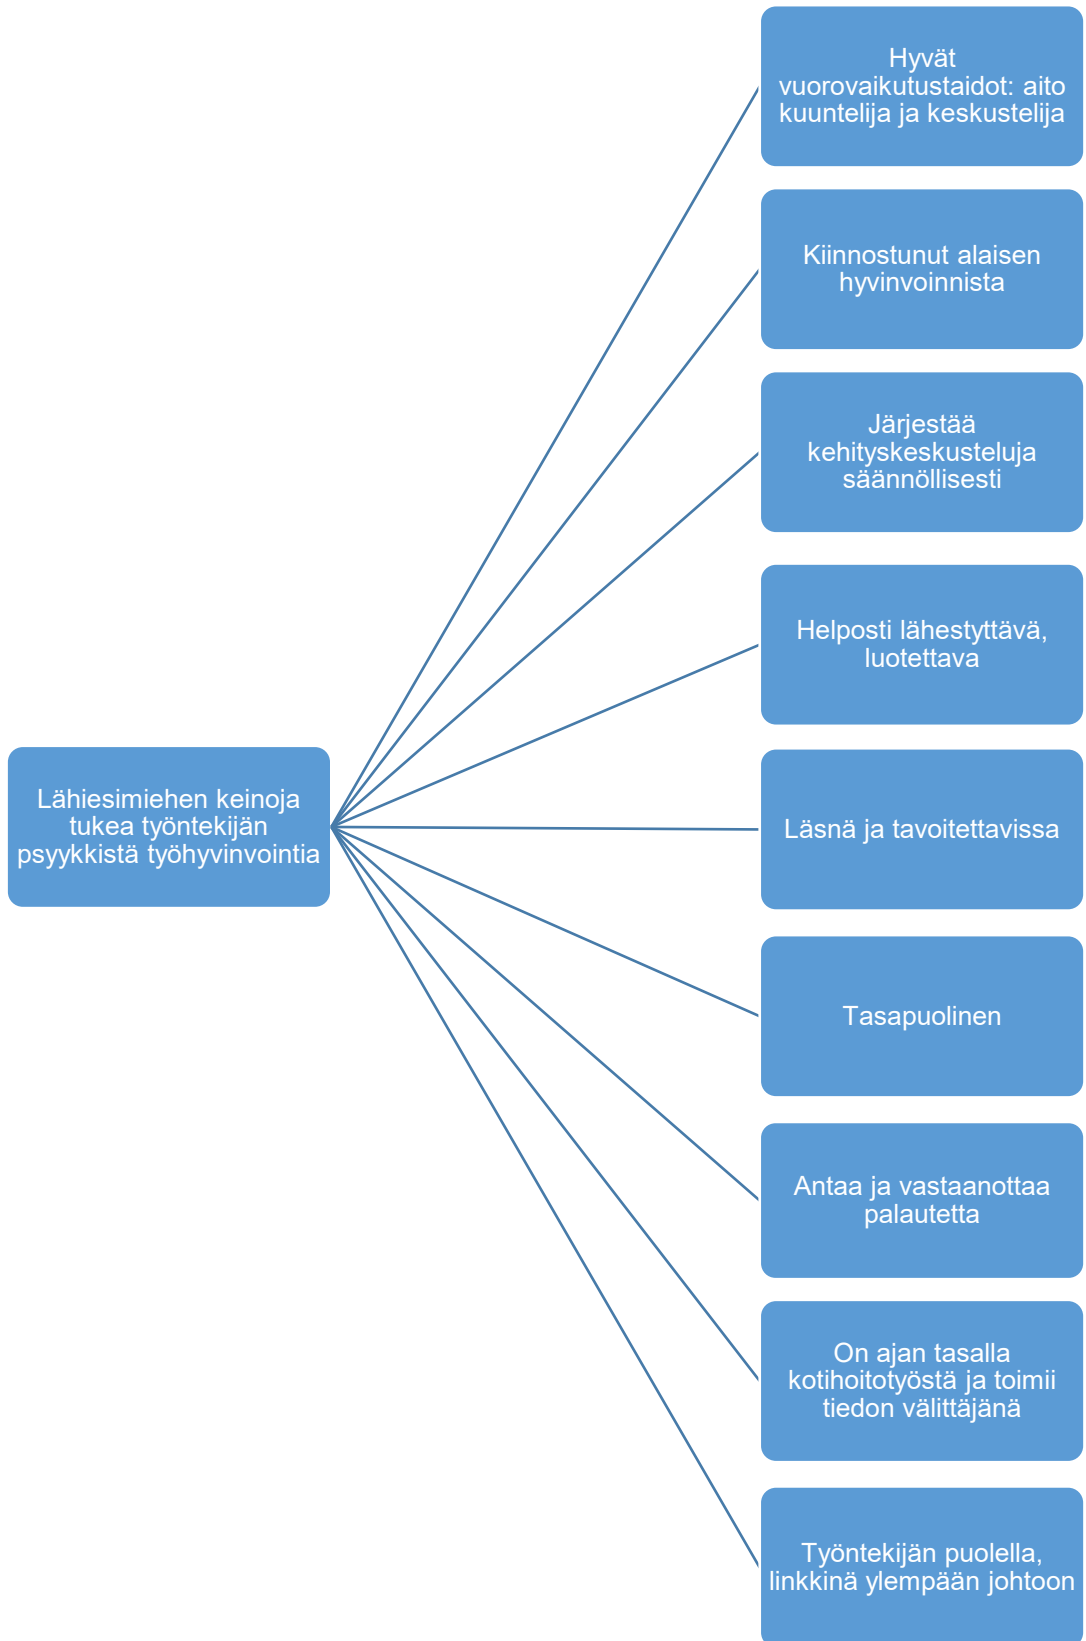 Hyvät
vuorovaikutustaidot: aito
kuuntelija ja keskustelija
Kiinnostunut alaisen
hyvinvoinnista
Järjestää
kehityskeskusteluja
säännöllisesti
Helposti lähestyttävä,
luotettava
Lähiesimiehen keinoja
tukea työntekijän
psyykkistä työhyvinvointia
Läsnä ja tavoitettavissa
Tasapuolinen
Antaa ja vastaanottaa
palautetta
On ajan tasalla
kotihoitotyöstä ja toimii
tiedon välittäjänä
Työntekijän puolella,
linkkinä ylempään johtoon